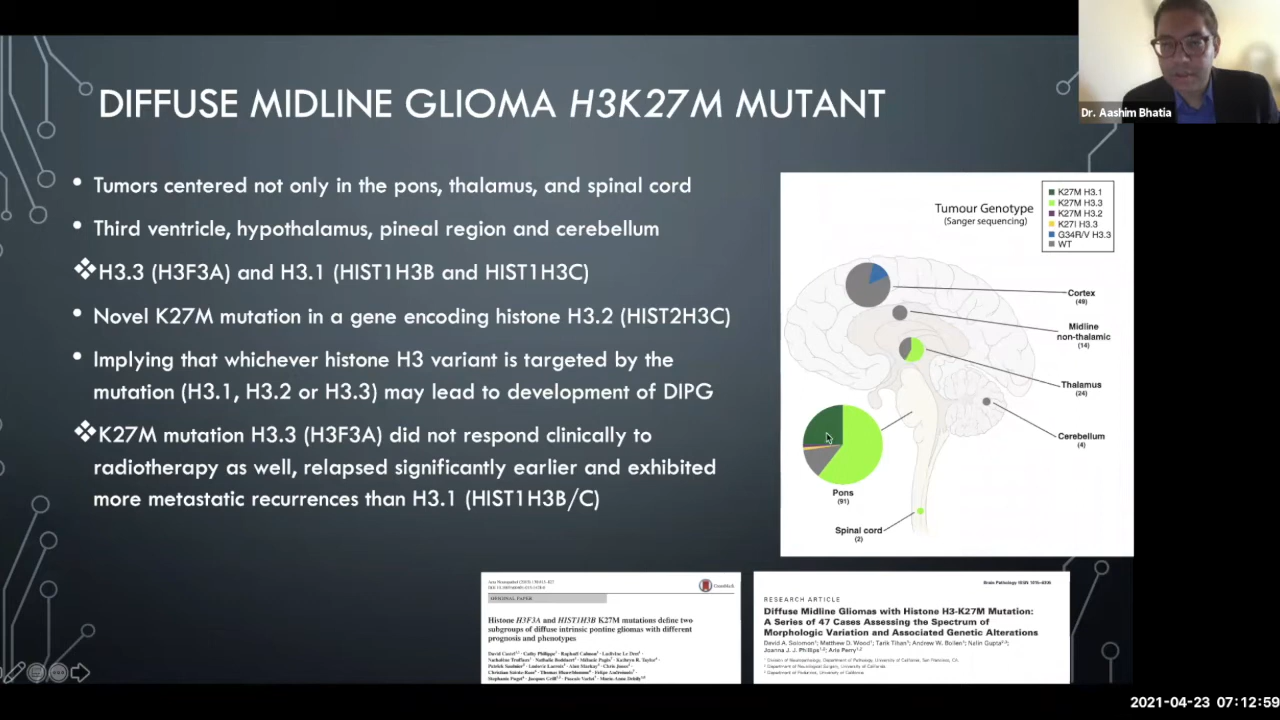 Dr. Aashim Bhatia
DIFFUSE MIDLINE GLIOMA H3K27M MUTANT
• Tumors centered not only in the pons, thalamus, and spinal cord
• Third ventricle, hypothalamus, pineal region and cerebellum
❖H3.3 (H3F3A) and H3.1 (HIST1H3B and HIST1H3C)
• Novel K27M mutation in a gene encoding histone H3.2 (HIST2H3C)
• Implying that whichever histone H3 variant is targeted by the
mutation (H3.1, H3.2 or H3.3) may lead to development of DIPG
❖K27M mutation H3.3 (H3F3A) did not respond clinically to
radiotherapy as well, relapsed significantly earlier and exhibited
more metastatic recurrences than H3.1 (HIST1H3B/C)
K27M H3.1
K27M H3.3
K27M H3.2
K27I H3.3
G34R/V H3.3
WT
Tumour Genotype
(Sanger sequencing)
Cortex
(49)
Midline
non-thalamic
(14)
Thalamus
(24)
Cerebellum
(4)
Pons
(91)
Spinal cord
(2)
ORIGINAL PAPER
CrossMark
Histone H3F3A and HIST1H3B K27M mutations define two
subgroups of diffuse intrinsic pontine gliomas with different
prognosis and phenotypes
RESEARCH ARTICLE
Diffuse Midline Gliomas with Histone H3-K27M Mutation:
A Series of 47 Cases Assessing the Spectrum of
Morphologic Variation and Associated Genetic Alterations
2021-04-23 07:12:59